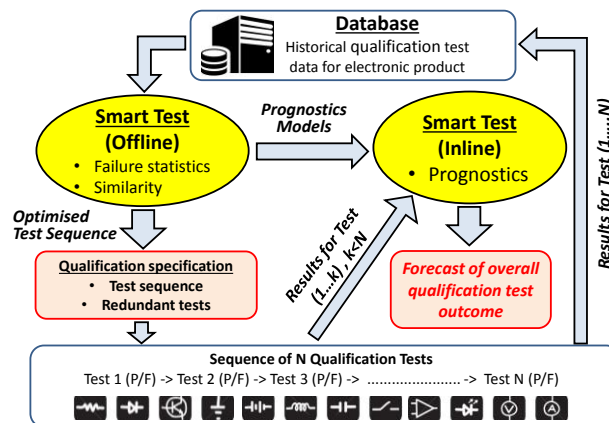 Database
Historical qualification test
data for electronic product
Smart Test
(Offline)
• Failure statistics
• Similarity
Prognostics
Models
Smart Test
(Inline)
• Prognostics
Results for Test (1.....N)
Optimised
Test Sequence
Results for Test
(1...k) , k<N
Qualification specification
• Test sequence
• Redundant tests
Forecast of overall
qualification test
outcome
Sequence of N Qualification Tests
Test 1 (P/F) -> Test 2 (P/F) -> Test 3 (P/F) -> ........................ -> Test N (P/F)
V
A